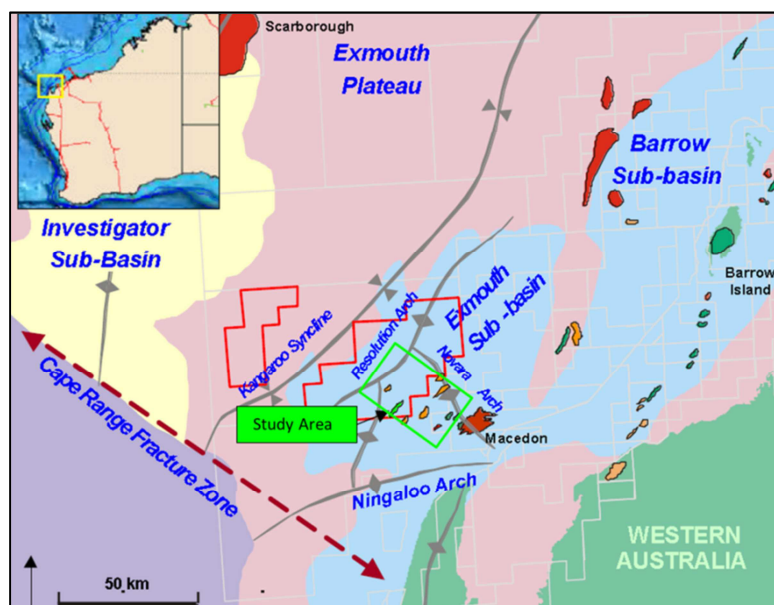 Scarborough
Exmouth
Plateau
Barrow
Sub-basin
Investigator
Sub-Basin
Barrow
Island
Exmouth
Sub -basin
Kangaroo Syncline
Resolution Arch
Novara
Arch
Study Area
Macedon
Cape Range Fracture Zone
Ningaloo Arch
WESTERN
AUSTRALIA
50 km